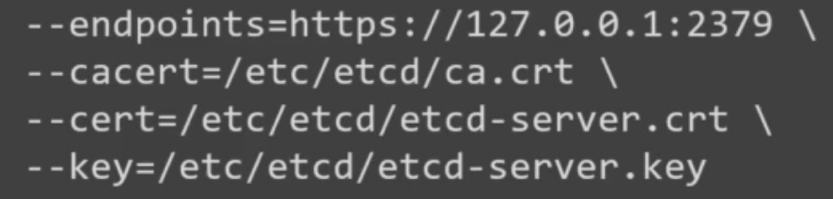 --endpoints=https://127.0.0.1:2379 \
--cacert=/etc/etcd/ca.crt \
--cert=/etc/etcd/etcd-server.crt \
--key=/etc/etcd/etcd-server.key